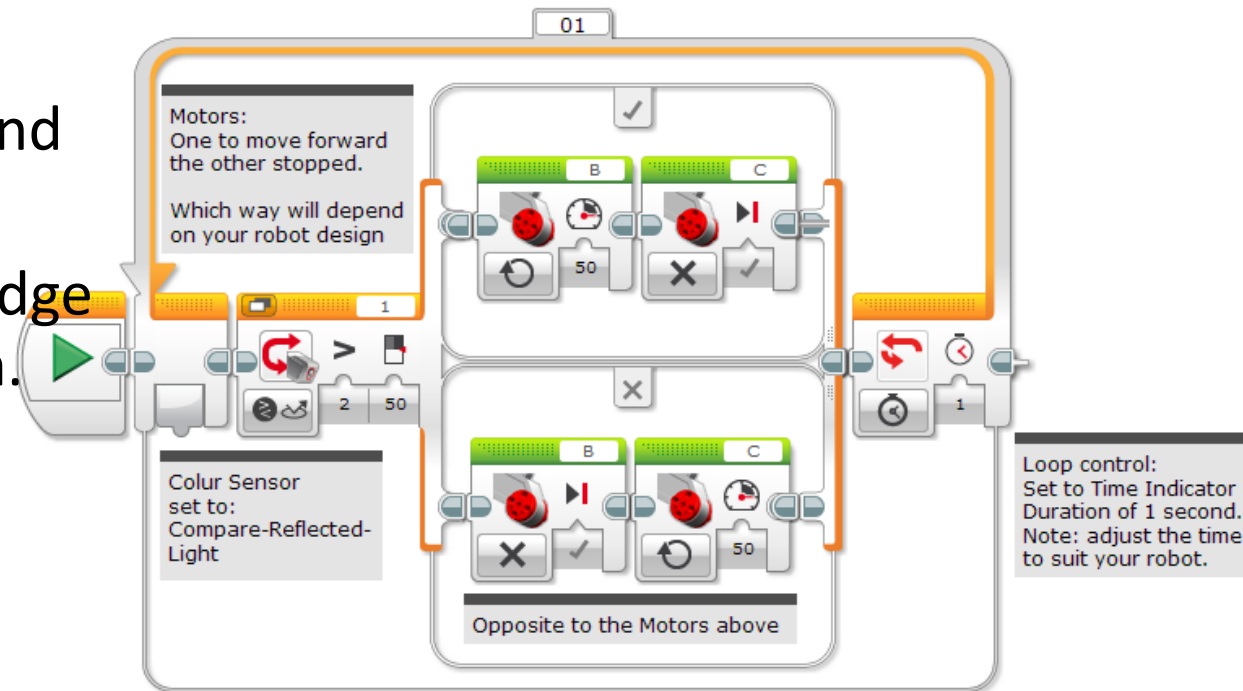 01
nd
dge
n.
Motors:
One to move forward
the other stopped.
Which way will depend
on your robot design
B
C
50
1
>
2
50
1
B
C
50
Colur Sensor
set to:
Compare-Reflected-
Light
Opposite to the Motors above
Loop control:
Set to Time Indicator
Duration of 1 second.
Note: adjust the time
to suit your robot.